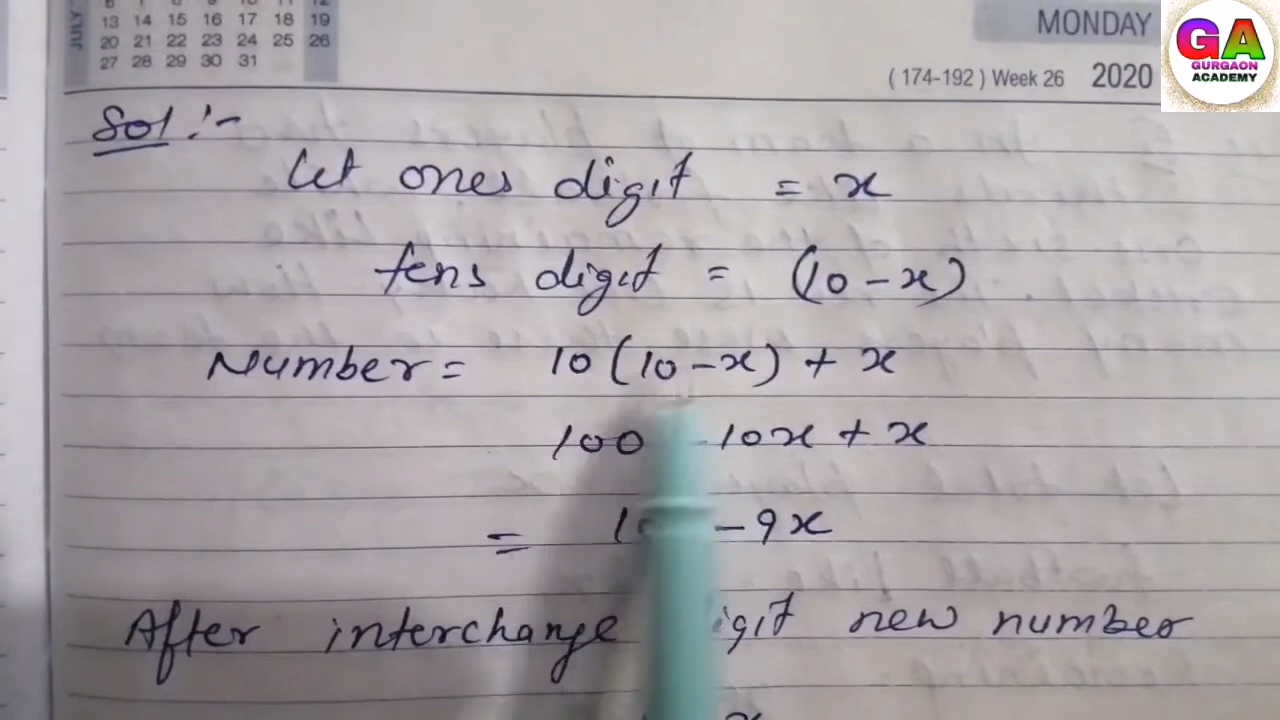 JULY
13 14 15 16 17 18 19
20 21 22 23 24 25 26
27 28 29 30 31
MONDAY
(174-192) Week 26 2020
GA
GURGAON
ACADEMY
Sol :-
Let ones digit = x
tens digit = (10 - x)
Number = 10 (10 - x) + x
100 - 10x + x
= - 9x
After interchange new number